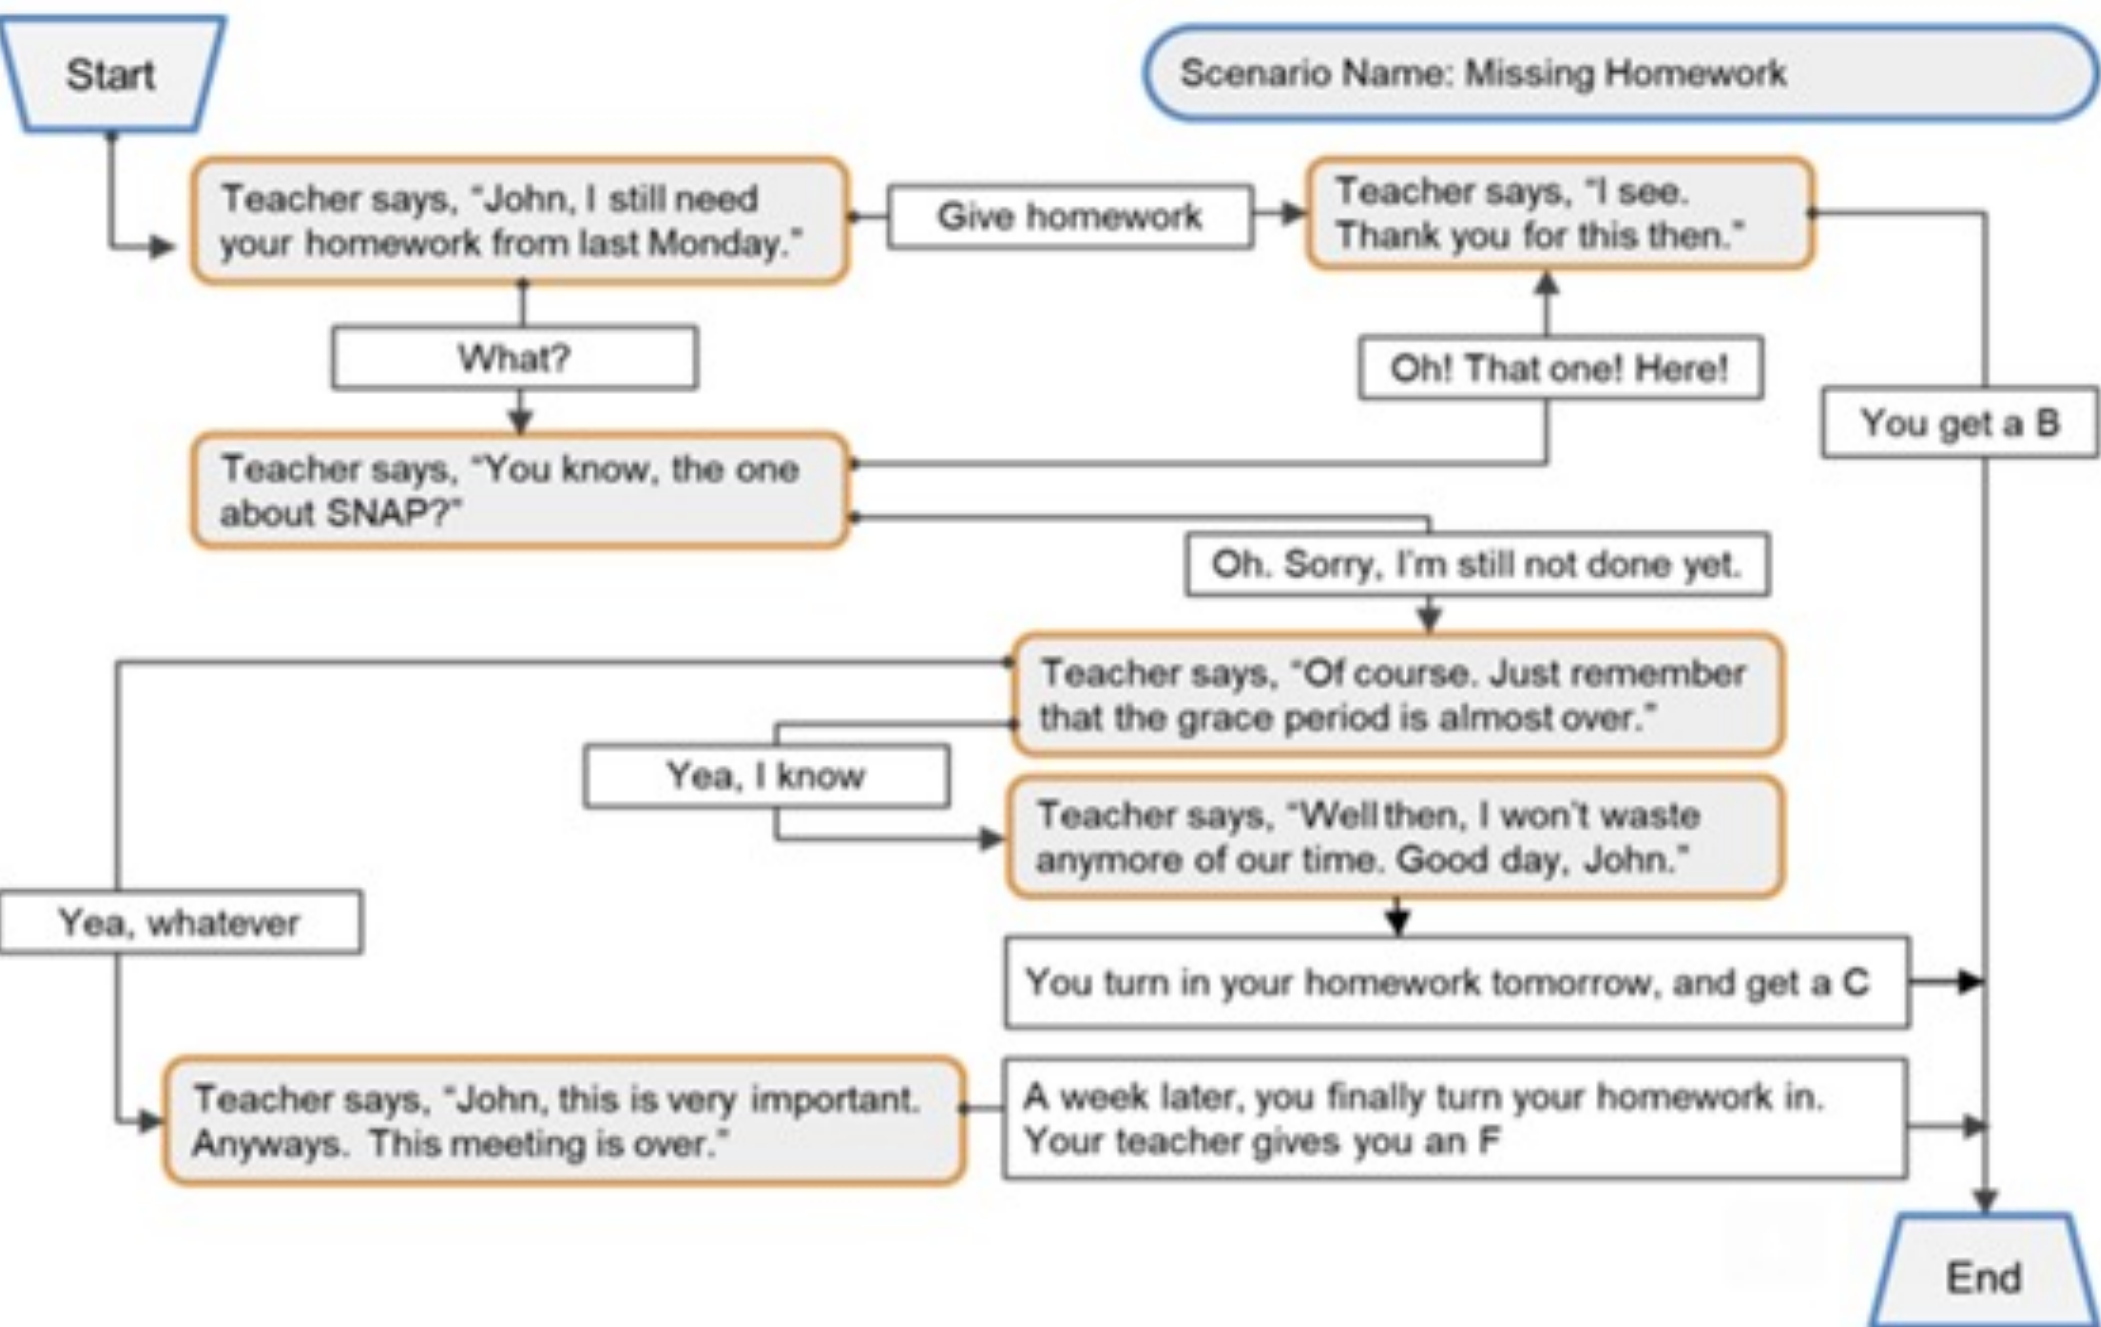 Start
Scenario Name: Missing Homework
Teacher says, “John, I still need
your homework from last Monday.”
Give homework
Teacher says, “I see.
Thank you for this then.”
What?
Oh! That one! Here!
You get a B
Teacher says, “You know, the one
about SNAP?”
Oh. Sorry, I'm still not done yet.
Teacher says, “Of course. Just remember
that the grace period is almost over.”
Yea, I know
Teacher says, “Well then, I won't waste
anymore of our time. Good day, John.”
Yea, whatever
You turn in your homework tomorrow, and get a C
Teacher says, “John, this is very important.
Anyways. This meeting is over.”
A week later, you finally turn your homework in.
Your teacher gives you an F
End